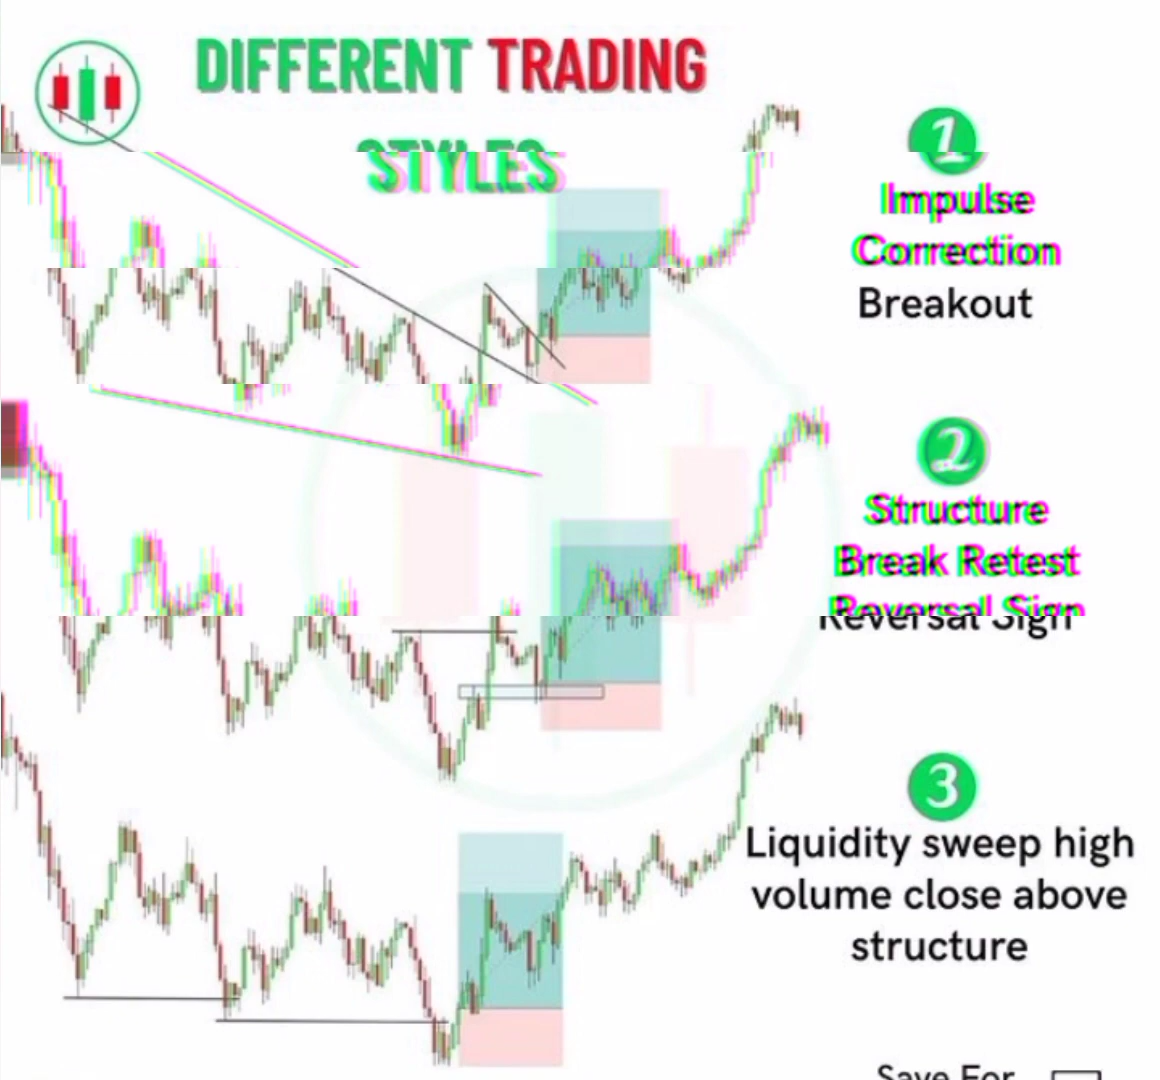 DIFFERENT TRADING
STYLES
1
Impulse
Correction
Breakout
2
Structure
Break Retest
Reversal Sign
3
Liquidity sweep high
volume close above
structure
Save For